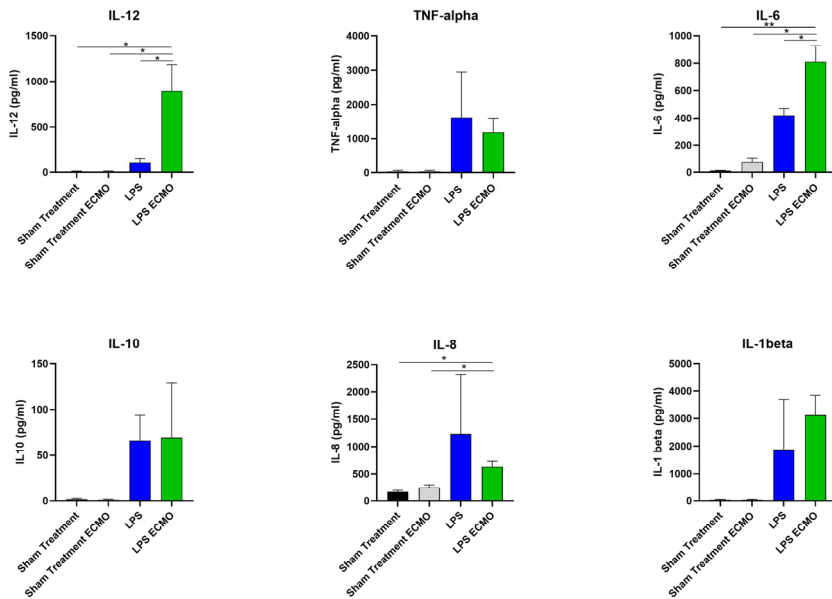 IL-12
1500
1000
500
0
IL-12 (pg/ml)
*
*
*
Sham Treatment
Sham Treatment ECMO
LPS
LPS ECMO
TNF-alpha
4000
3000
2000
1000
0
TNF-alpha (pg/ml)
Sham Treatment
Sham Treatment ECMO
LPS
LPS ECMO
IL-6
1000
800
600
400
200
0
IL-6 (pg/ml)
**
*
*
Sham Treatment
Sham Treatment ECMO
LPS
LPS ECMO
IL-10
150
100
50
0
IL10 (pg/ml)
Sham Treatment
Sham Treatment ECMO
LPS
LPS ECMO
IL-8
2500
2000
1500
1000
500
0
IL-8 (pg/ml)
*
*
Sham Treatment
Sham Treatment ECMO
LPS
LPS ECMO
IL-1beta
5000
4000
3000
2000
1000
0
IL-1 beta (pg/ml)
Sham Treatment
Sham Treatment ECMO
LPS
LPS ECMO